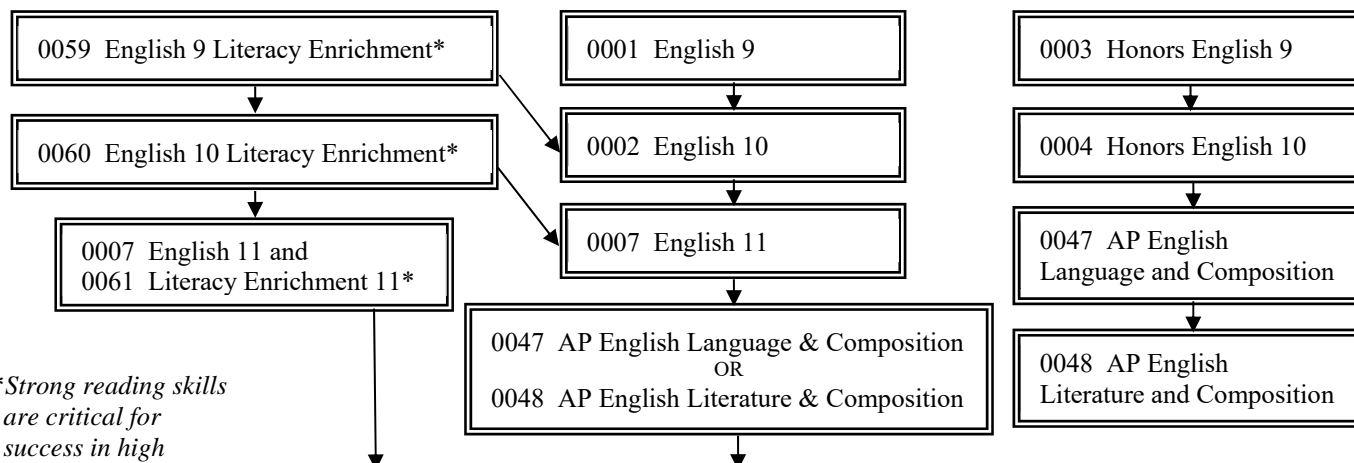 0059 English 9 Literacy Enrichment*
0001 English 9
0003 Honors English 9
0060 English 10 Literacy Enrichment*
0002 English 10
0004 Honors English 10
0007 English 11 and
0061 Literacy Enrichment 11*
0007 English 11
0047 AP English
Language and Composition
0047 AP English Language & Composition
OR
0048 AP English Literature & Composition
0048 AP English
Literature and Composition
*Strong reading skills
are critical for
success in high